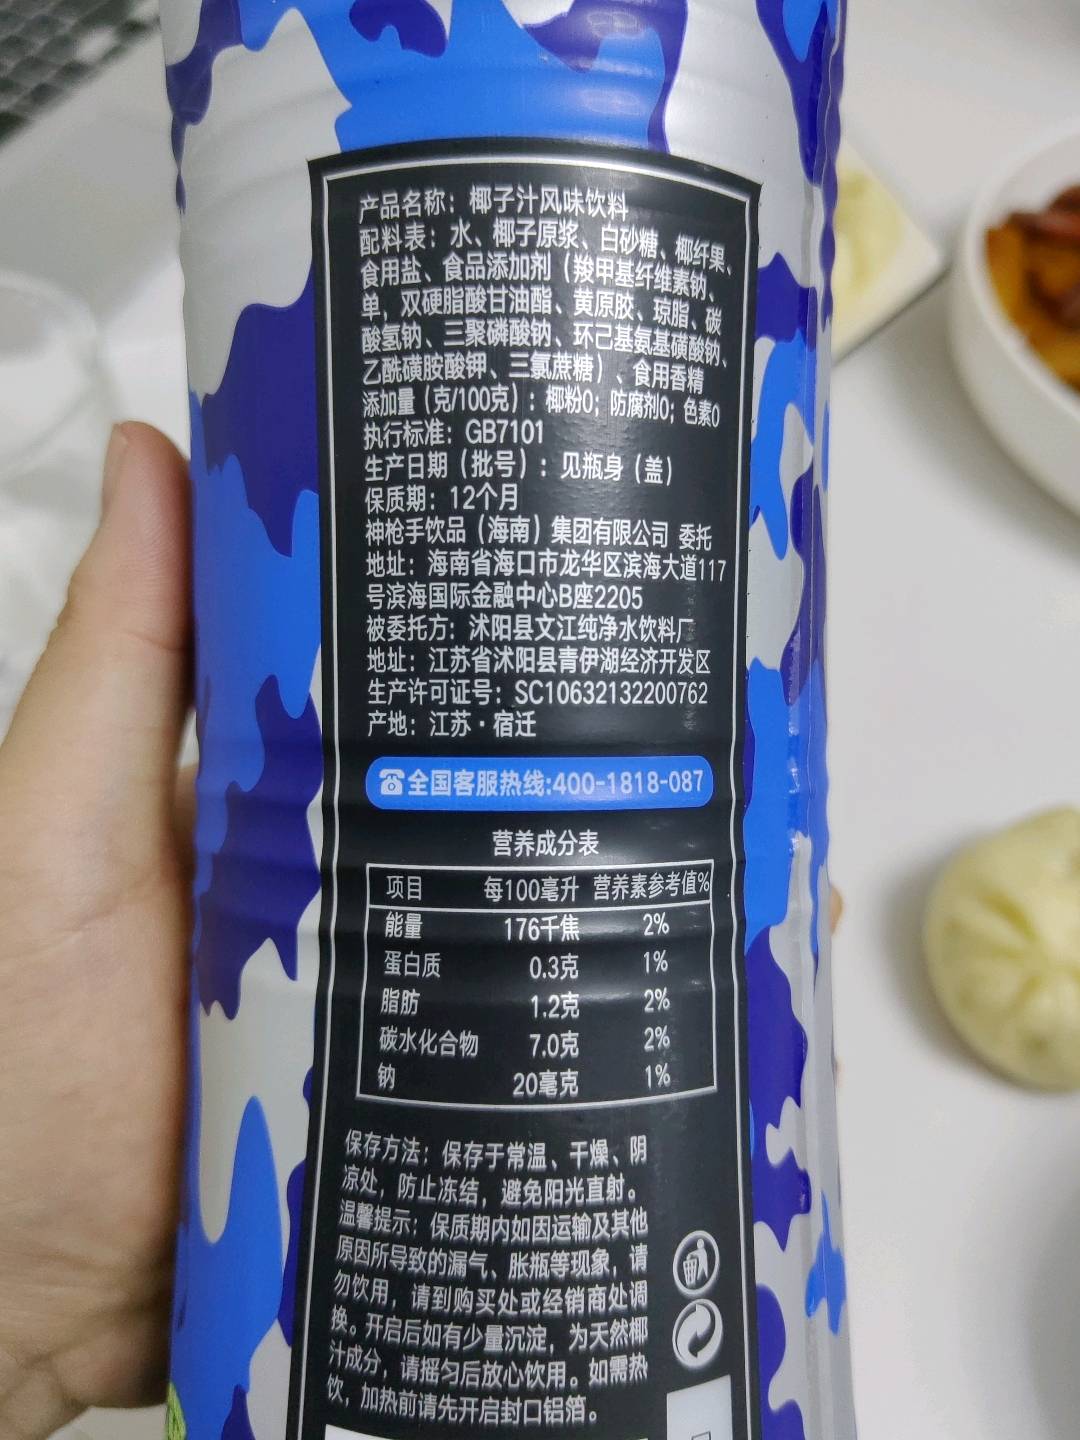 产品名称：椰子汁风味饮料
配料表：水、椰子原浆、白砂糖、椰纤果、
食用盐、食品添加剂（羧甲基纤维素钠、
单，双硬脂酸甘油酯、黄原胶、琼脂、碳
酸氢钠、三聚磷酸钠、环己基氨基磺酸钠、
乙酰磺胺酸钾、三氯蔗糖）、食用香精
添加量（克/100克）：椰粉0；防腐剂0；色素0
执行标准：GB7101
生产日期（批号）：见瓶身（盖）
保质期：12个月
神枪手饮品（海南）集团有限公司 委托
地址：海南省海口市龙华区滨海大道117
号滨海国际金融中心B座2205
被委托方：沭阳县文江纯净水饮料厂
地址：江苏省沭阳县青伊湖经济开发区
生产许可证号：SC10632132200762
产地：江苏·宿迁
☎全国客服热线:400-1818-087
营养成分表
项目 每100毫升 营养素参考值%
能量 176千焦 2%
蛋白质 0.3克 1%
脂肪 1.2克 2%
碳水化合物 7.0克 2%
钠 20毫克 1%
保存方法：保存于常温、干燥、阴
凉处，防止冻结，避免阳光直射。
温馨提示：保质期内如因运输及其他
原因所导致的漏气、胀瓶等现象，请
勿饮用，请到购买处或经销商处调
换。开启后如有少量沉淀，为天然椰
汁成分，请摇匀后放心饮用。如需热
饮，加热前请先开启封口铝箔。